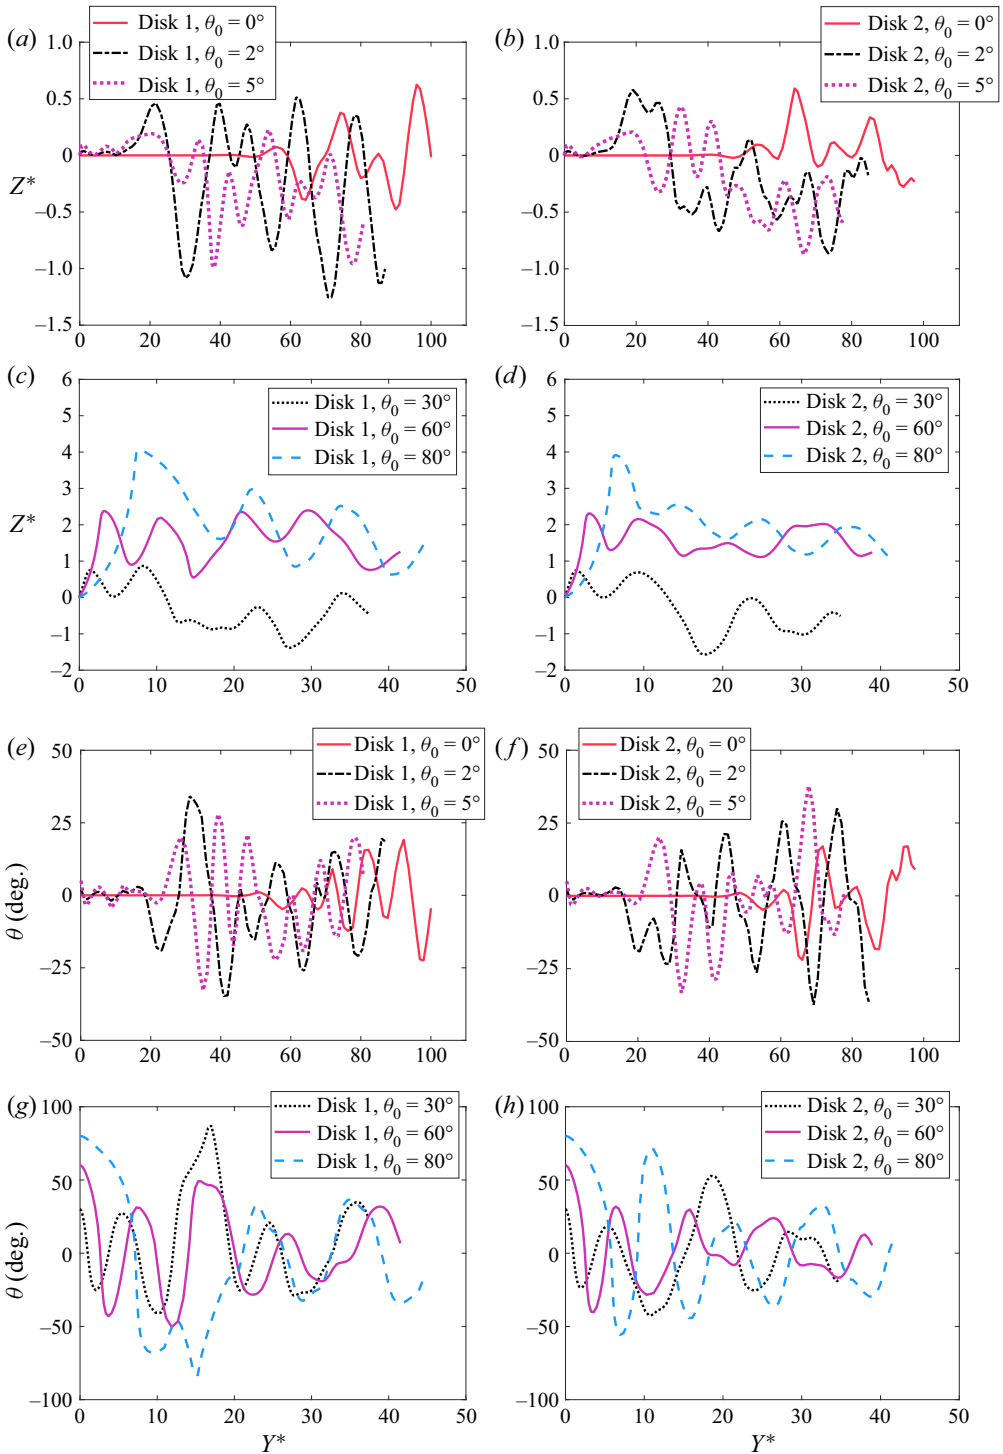 Disk 1, θ0 = 0°
Disk 1, θ0 = 2°
Disk 1, θ0 = 5°
(a)
1.0
0.5
0
–0.5
–1.0
–1.5
Z*
0 20 40 60 80 100
Disk 2, θ0 = 0°
Disk 2, θ0 = 2°
Disk 2, θ0 = 5°
(b)
1.0
0.5
0
–0.5
–1.0
–1.5
0 20 40 60 80 100
(c)
6
5
4
3
2
1
0
–1
–2
Z*
Disk 1, θ0 = 30°
Disk 1, θ0 = 60°
Disk 1, θ0 = 80°
0 10 20 30 40 50
(d)
6
5
4
3
2
1
0
–1
–2
Disk 2, θ0 = 30°
Disk 2, θ0 = 60°
Disk 2, θ0 = 80°
0 10 20 30 40 50
(e)
50
25
0
–25
–50
θ (deg.)
Disk 1, θ0 = 0°
Disk 1, θ0 = 2°
Disk 1, θ0 = 5°
0 20 40 60 80 100
(f)
50
25
0
–25
–50
Disk 2, θ0 = 0°
Disk 2, θ0 = 2°
Disk 2, θ0 = 5°
0 20 40 60 80 100
(g)
100
50
0
–50
–100
θ (deg.)
Disk 1, θ0 = 30°
Disk 1, θ0 = 60°
Disk 1, θ0 = 80°
0 10 20 30 40 50
Y*
(h)
100
50
0
–50
–100
Disk 2, θ0 = 30°
Disk 2, θ0 = 60°
Disk 2, θ0 = 80°
0 10 20 30 40 50
Y*